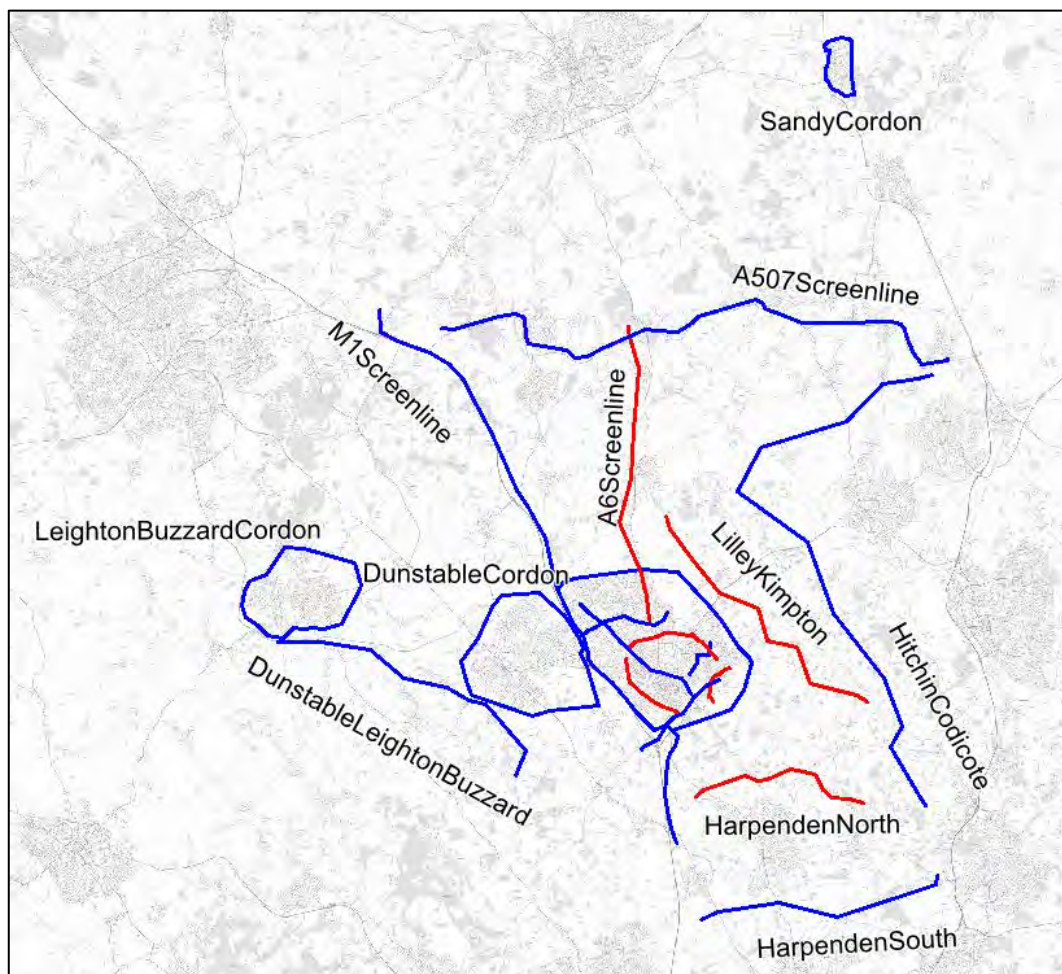 SandyCordon
A507Screenline
M1Screenline
A6Screenline
LeightonBuzzardCordon
DunstableCordon
LilleyKimpton
HitchinCodicote
DunstableLeightonBuzzard
HarpendenNorth
HarpendenSouth